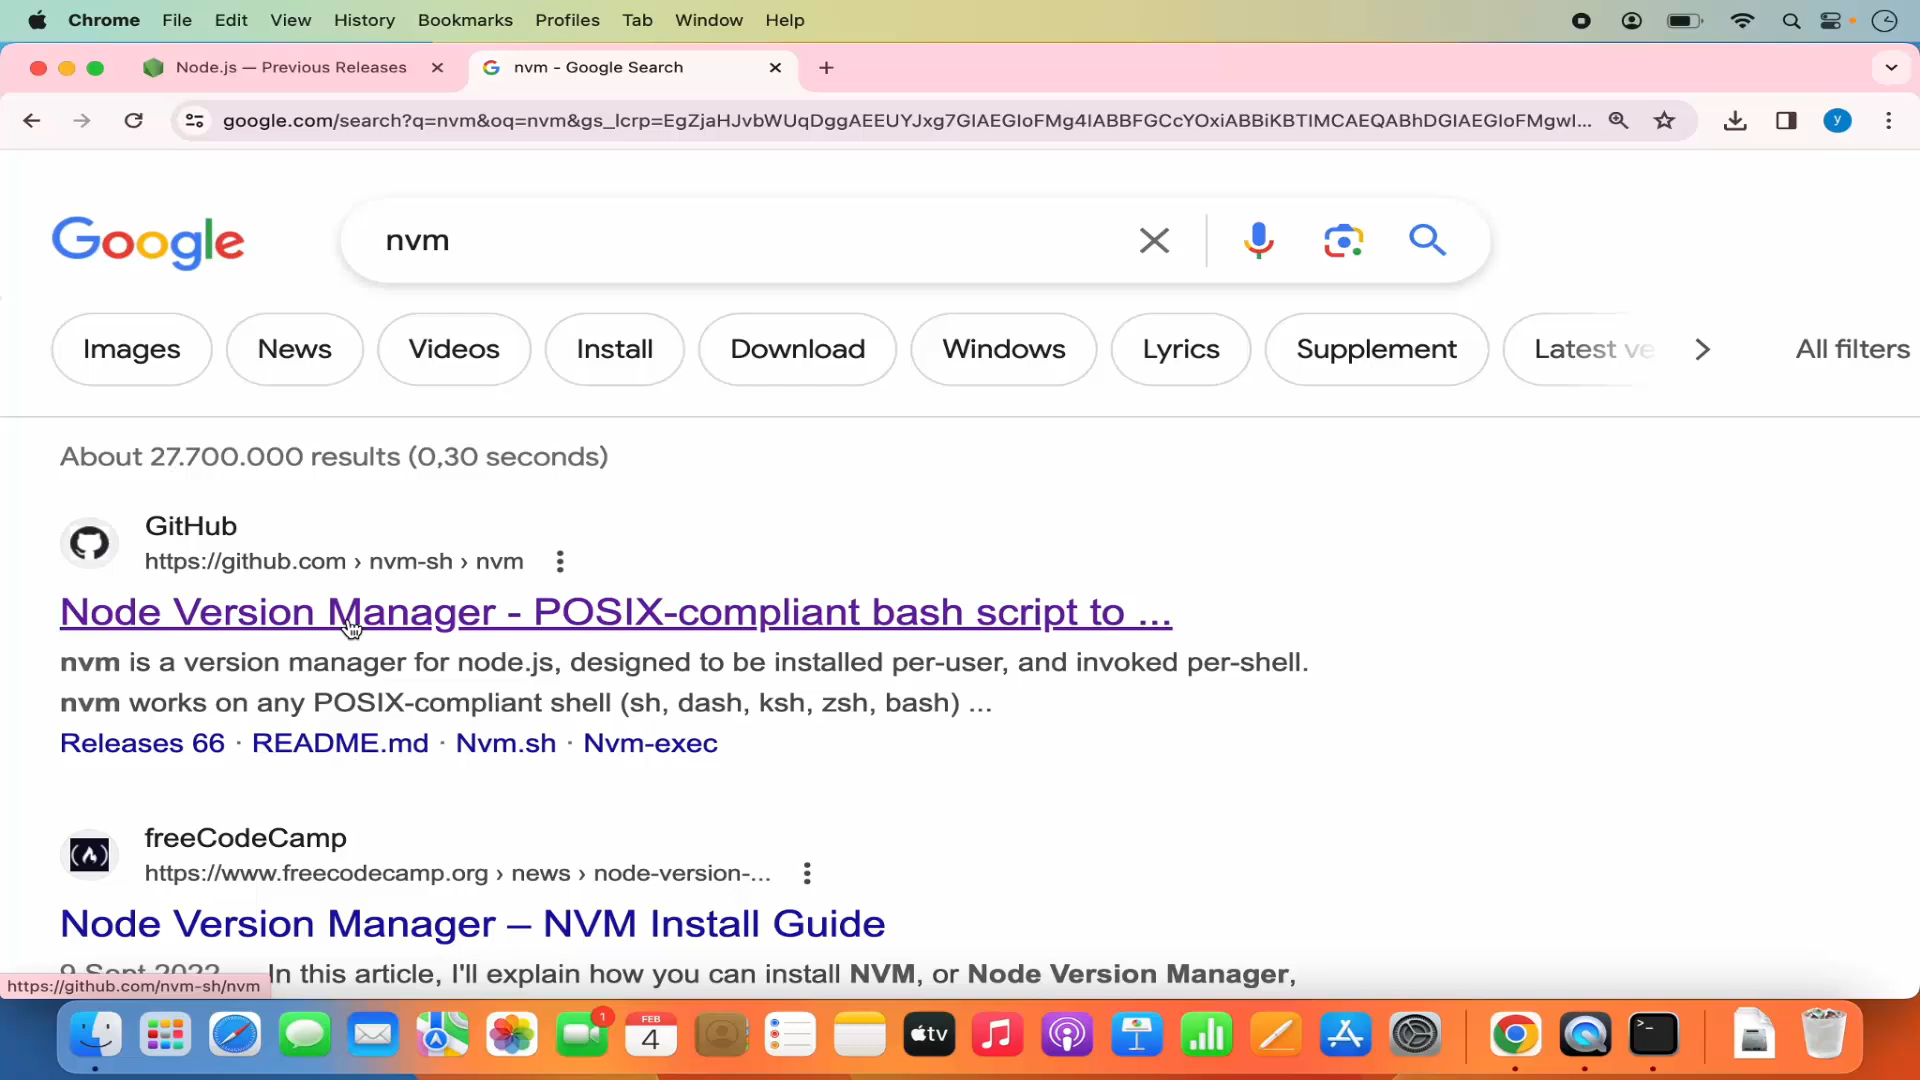 Chrome File Edit View History Bookmarks Profiles Tab Window Help
Node.js — Previous Releases
nvm - Google Search
google.com/search?q=nvm&oq=nvm&gs_lcrp=EgZjaHJvbWUqDggAEEUYJxg7GIAEGIoFMg4IABBFGCcYOxiABBiKBTIMCAEQABhDGIAEGIoFMgwI...
y
Google
nvm
Images News Videos Install Download Windows Lyrics Supplement Latest ve All filters
About 27.700.000 results (0,30 seconds)
GitHub
https://github.com › nvm-sh › nvm
Node Version Manager - POSIX-compliant bash script to ...
nvm is a version manager for node.js, designed to be installed per-user, and invoked per-shell.
nvm works on any POSIX-compliant shell (sh, dash, ksh, zsh, bash) ...
Releases 66 · README.md · Nvm.sh · Nvm-exec
freeCodeCamp
https://www.freecodecamp.org › news › node-version-...
Node Version Manager – NVM Install Guide
9 Sept 2022 In this article, I'll explain how you can install NVM, or Node Version Manager,
https://github.com/nvm-sh/nvm
1
FEB
4
tv